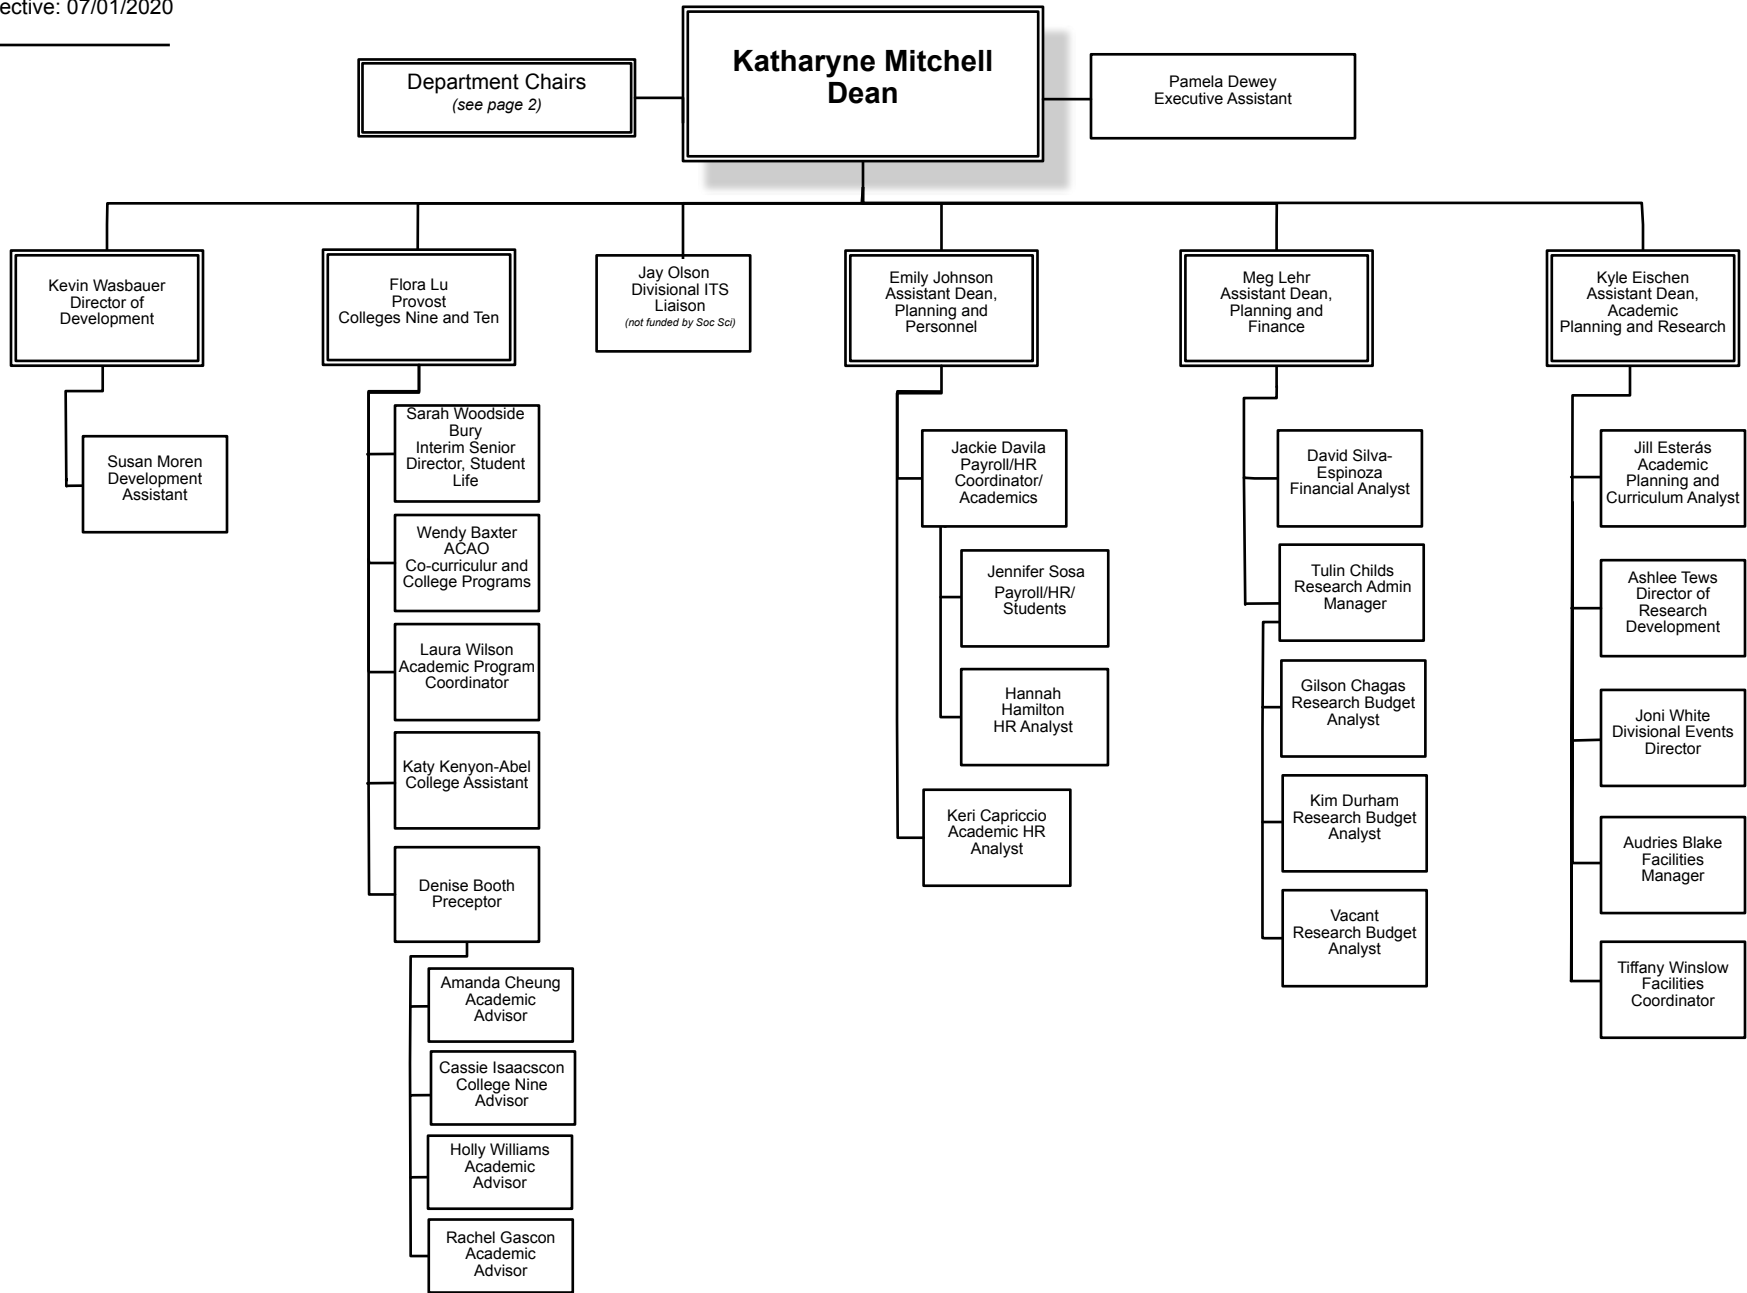 ective: 07/01/2020
Katharyne Mitchell
Dean
Department Chairs
(see page 2)
Pamela Dewey
Executive Assistant
Kevin Wasbauer
Director of
Development
Flora Lu
Provost
Colleges Nine and Ten
Jay Olson
Divisional ITS
Liaison
(not funded by Soc Sci)
Emily Johnson
Assistant Dean,
Planning and
Personnel
Meg Lehr
Assistant Dean,
Planning and
Finance
Kyle Eischen
Assistant Dean,
Academic
Planning and Research
Susan Moren
Development
Assistant
Sarah Woodside
Bury
Interim Senior
Director, Student
Life
Wendy Baxter
ACAO
Co-curriculur and
College Programs
Laura Wilson
Academic Program
Coordinator
Katy Kenyon-Abel
College Assistant
Denise Booth
Preceptor
Amanda Cheung
Academic
Advisor
Cassie Isaacscon
College Nine
Advisor
Holly Williams
Academic
Advisor
Rachel Gascon
Academic
Advisor
Jackie Davila
Payroll/HR
Coordinator/
Academics
Jennifer Sosa
Payroll/HR/
Students
Hannah
Hamilton
HR Analyst
Keri Capriccio
Academic HR
Analyst
David Silva-
Espinoza
Financial Analyst
Tulin Childs
Research Admin
Manager
Gilson Chagas
Research Budget
Analyst
Kim Durham
Research Budget
Analyst
Vacant
Research Budget
Analyst
Jill Esterás
Academic
Planning and
Curriculum Analyst
Ashlee Tews
Director of
Research
Development
Joni White
Divisional Events
Director
Audries Blake
Facilities
Manager
Tiffany Winslow
Facilities
Coordinator